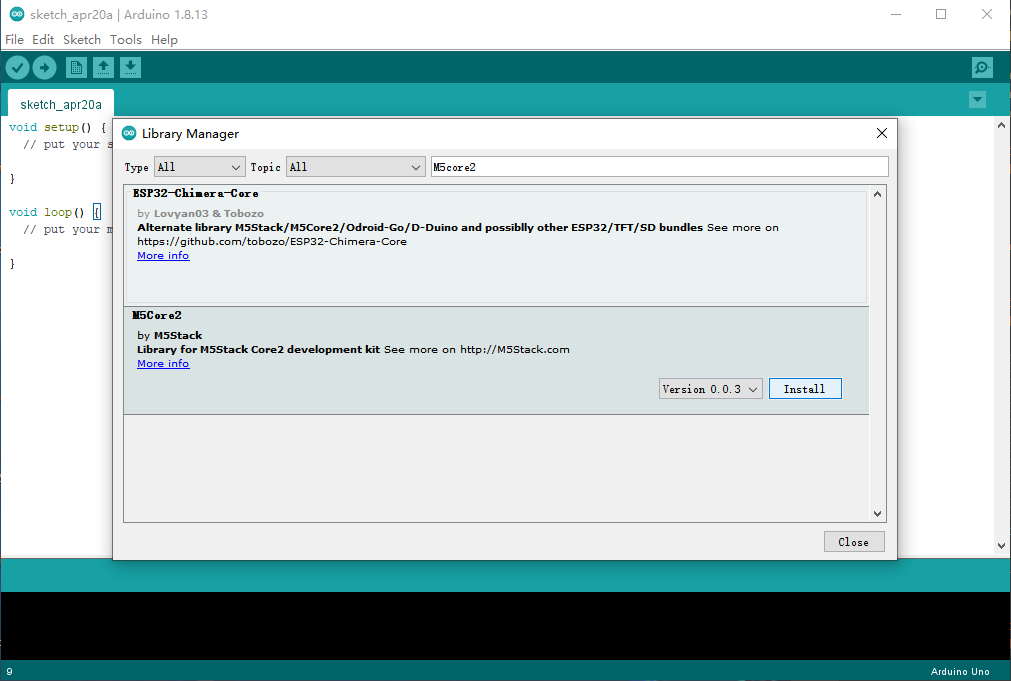 sketch_apr20a | Arduino 1.8.13
File Edit Sketch Tools Help
sketch_apr20a
void setup() {
// put your s
}
void loop() {
// put your m
}
Library Manager
Type All Topic All M5core2
ESP32-Chimera-Core
by Lovyan03 & Tobozo
Alternate library M5Stack/M5Core2/Odroid-Go/D-Duino and possiblly other ESP32/TFT/SD bundles See more on
https://github.com/tobozo/ESP32-Chimera-Core
More info
M5Core2
by M5Stack
Library for M5Stack Core2 development kit See more on http://M5Stack.com
More info
Version 0.0.3 Install
Close
9 Arduino Uno